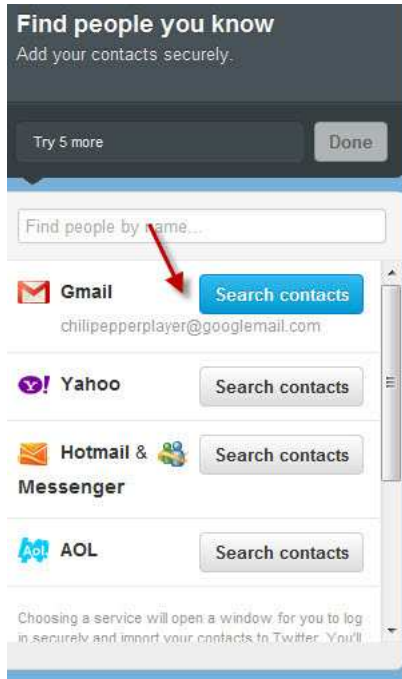 Find people you know
Add your contacts securely.
Try 5 more
Done
Find people by name...
Gmail
Search contacts
chilipepperplayer@googlemail.com
Yahoo
Search contacts
Hotmail &
Messenger
Search contacts
Aol.
AOL
Search contacts
Choosing a service will open a window for you to log
in securely and import your contacts to Twitter. You'll